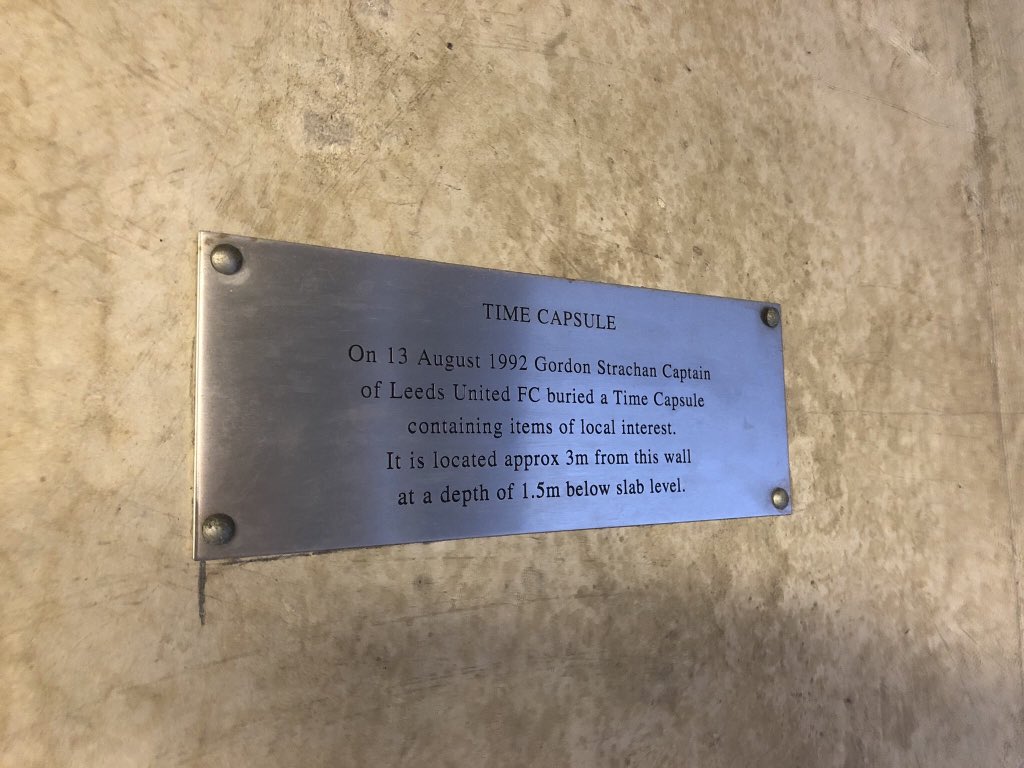 TIME CAPSULE
On 13 August 1992 Gordon Strachan Captain
of Leeds United FC buried a Time Capsule
containing items of local interest.
It is located approx 3m from this wall
at a depth of 1.5m below slab level.